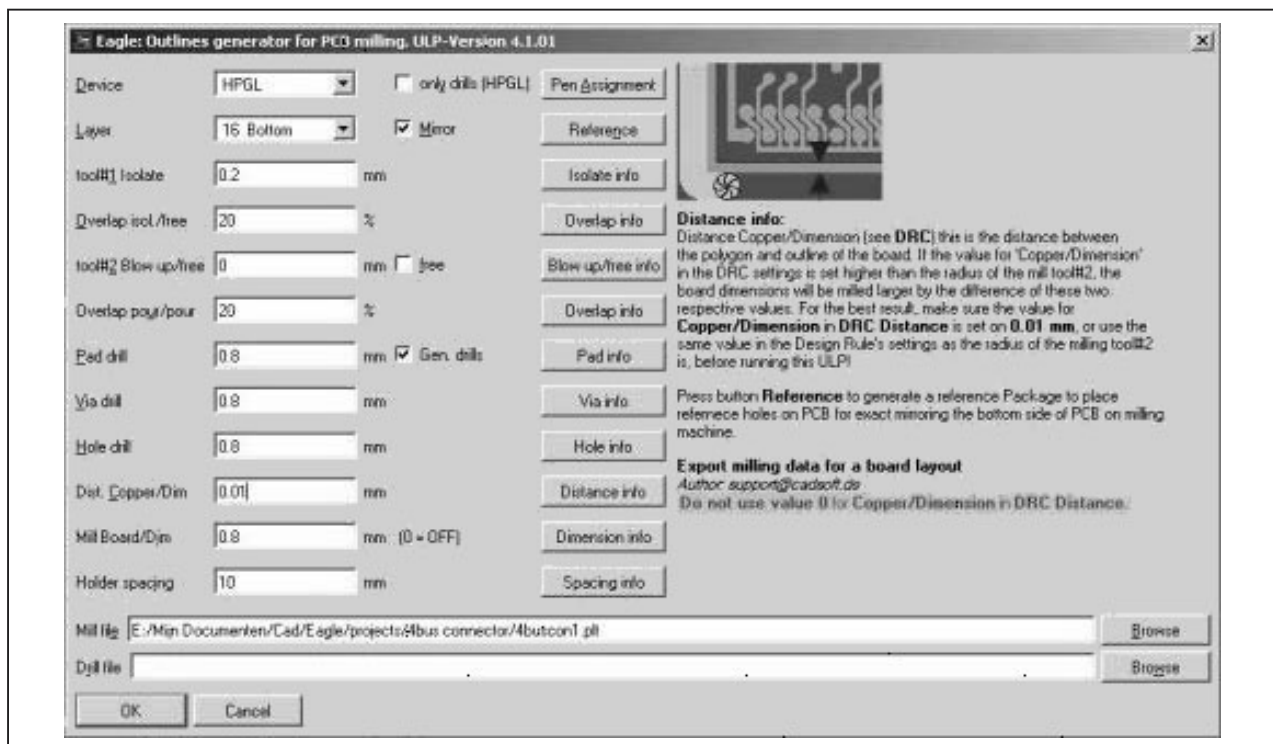 Eagle: Outlines generator for PCB milling, ULP-Version 4.1.01
Device HPGL only drills (HPGL) Pen Assignment
Layer 16 Bottom Mirror Reference
tool#1 Isolate 0.2 mm Isolate info
Overlap isol./free 20 % Overlap info
tool#2 Blow up/free 0 mm free Blow up/free info
Overlap pour/pour 20 % Overlap info
Pad drill 0.8 mm Gen. drills Pad info
Via drill 0.8 mm Via info
Hole drill 0.8 mm Hole info
Dist. Copper/Dim 0.01 mm Distance info
Mill Board/Dim 0.8 mm (0 = OFF) Dimension info
Holder spacing 10 mm Spacing info
Distance info:
Distance Copper/Dimension (see DRC) this is the distance between
the polygon and outline of the board. If the value for 'Copper/Dimension'
in the DRC settings is set higher than the radius of the mill tool#2, the
board dimensions will be milled larger by the difference of these two
respective values. For the best result, make sure the value for
Copper/Dimension in DRC Distance is set on 0.01 mm, or use the
same value in the Design Rule's settings as the radius of the milling tool#2
is, before running this ULP!
Press button Reference to generate a reference Package to place
refernece holes on PCB for exact mirroring the bottom side of PCB on milling
machine.
Export milling data for a board layout
Author: support@cadsoft.de
Do not use value 0 for Copper/Dimension in DRC Distance.
Mill file E:/Mijn Documenten/Cad/Eagle/projects/4bus connector/4butcon1.plt Browse
Drill file Browse
OK Cancel